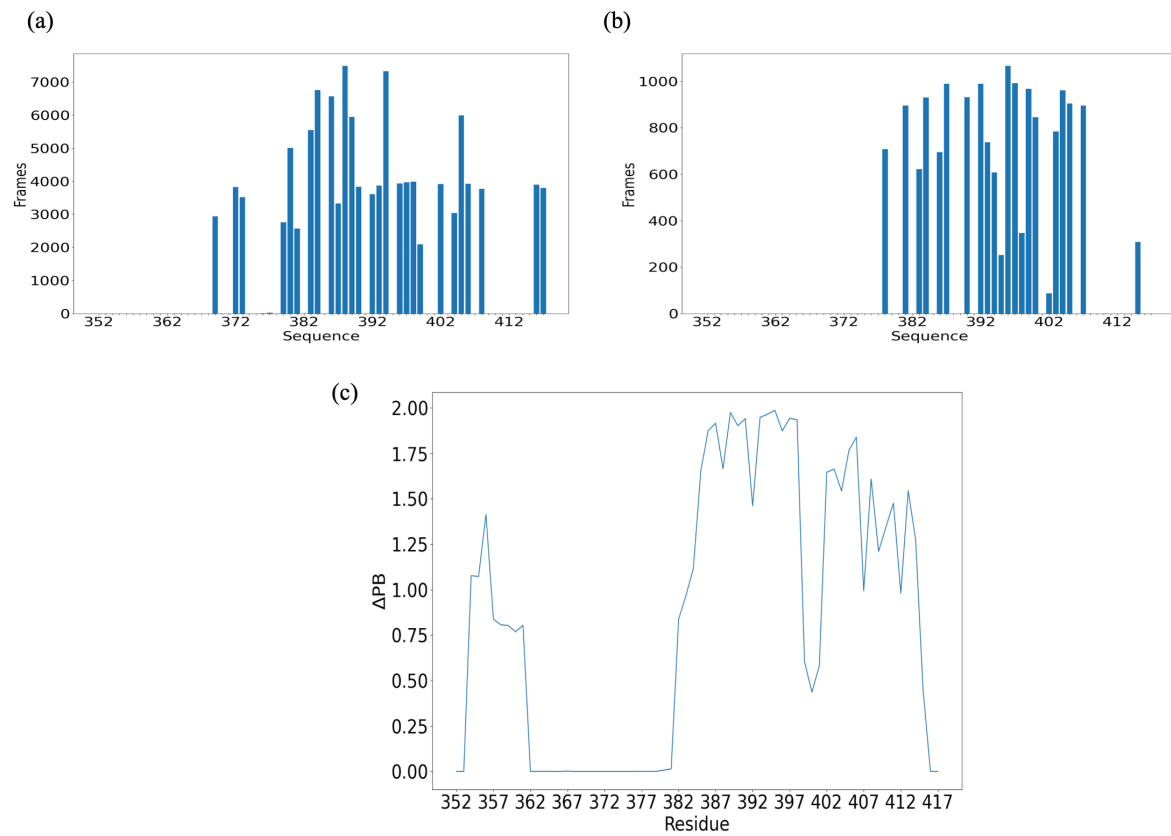 (a)
(b)
7000
6000
5000
4000
3000
2000
1000
0
Frames
352 362 372 382 392 402 412
Sequence
1000
800
600
400
200
0
Frames
352 362 372 382 392 402 412
Sequence
(c)
2.00
1.75
1.50
1.25
1.00
0.75
0.50
0.25
0.00
ΔPB
352 357 362 367 372 377 382 387 392 397 402 407 412 417
Residue